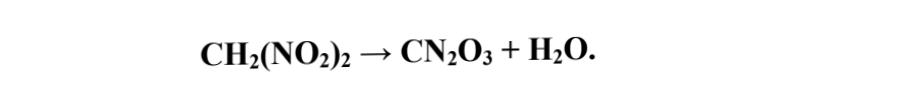 CH₂(NO₂)₂ → CN₂O₃ + H₂O.